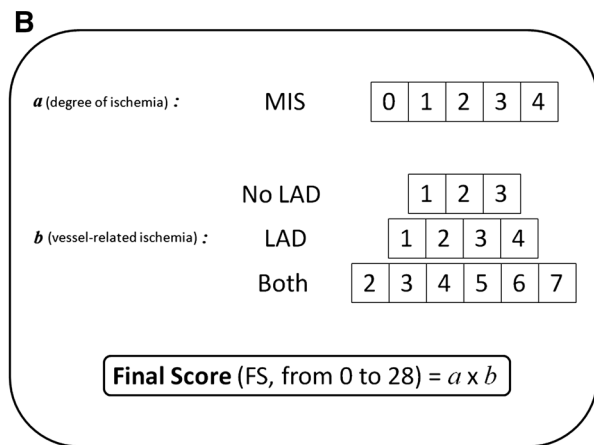 B
a (degree of ischemia) : MIS 0 1 2 3 4
No LAD 1 2 3
b (vessel-related ischemia) : LAD 1 2 3 4
Both 2 3 4 5 6 7
Final Score (FS, from 0 to 28) = a x b